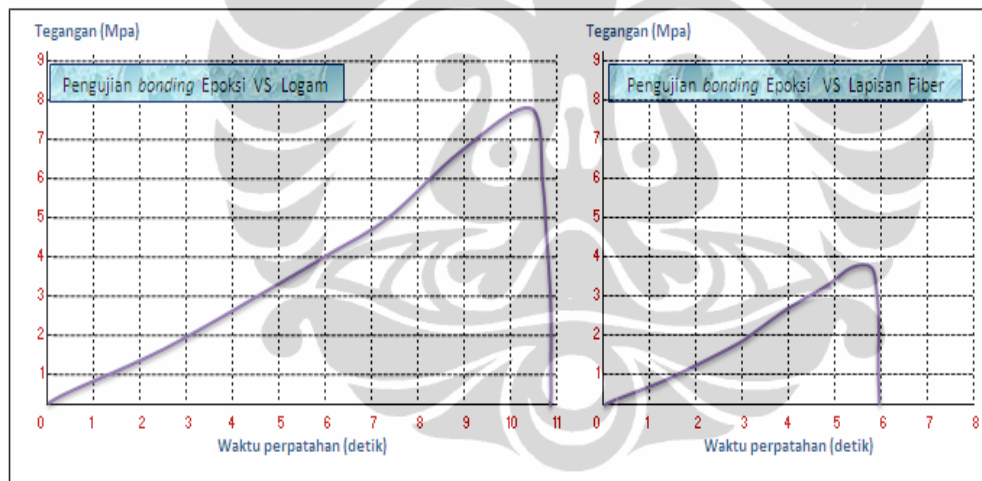 Tegangan (Mpa)
9
Pengujian bonding Epoksi VS Logam
8
7
6
5
4
3
2
1
0 1 2 3 4 5 6 7 8 9 10 11
Waktu perpatahan (detik)
Tegangan (Mpa)
9
Pengujian bonding Epoksi VS Lapisan Fiber
8
7
6
5
4
3
2
1
0 1 2 3 4 5 6 7 8
Waktu perpatahan (detik)